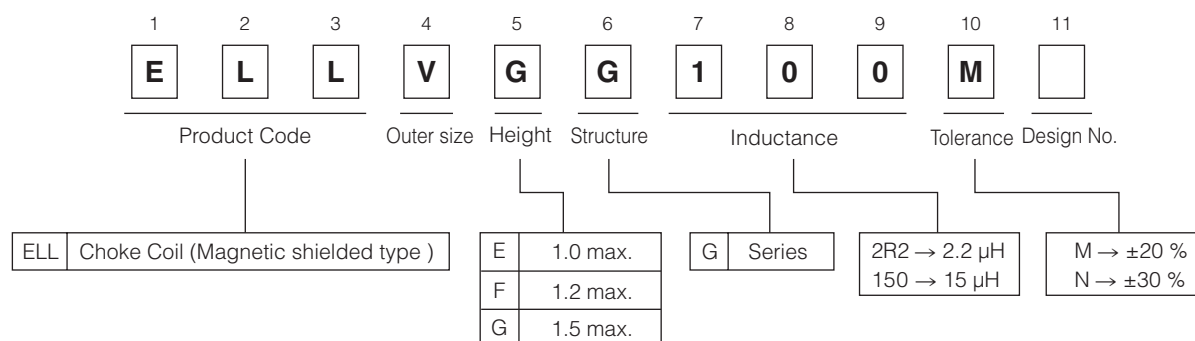 1 2 3 4 5 6 7 8 9 10 11
E L L V G G 1 0 0 M
Product Code Outer size Height Structure Inductance Tolerance Design No.
ELL Choke Coil (Magnetic shielded type )
E 1.0 max.
F 1.2 max.
G 1.5 max.
G Series
2R2 → 2.2 µH
150 → 15 µH
M → ±20 %
N → ±30 %